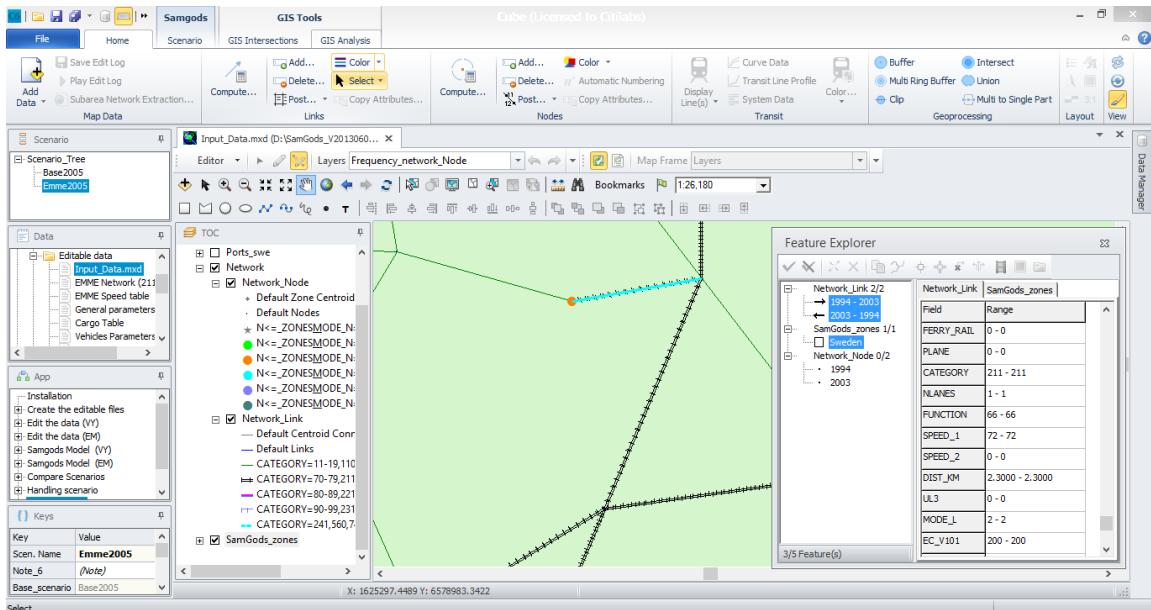 Samgods GIS Tools Cube (Licensed to Citilabs)
File Home Scenario GIS Intersections GIS Analysis
Add Data
Save Edit Log
Play Edit Log
Subarea Network Extraction...
Map Data
Compute...
Add... Color
Delete... Select
Post... Copy Attributes...
Links
Compute...
Add... Color
Delete... Automatic Numbering
Post... Copy Attributes...
Nodes
Display Line(s)
Curve Data
Transit Line Profile
System Data
Color...
Transit
Buffer Intersect
Multi Ring Buffer Union
Clip Multi to Single Part
Geoprocessing
Layout
View
Scenario
Scenario_Tree
Base2005
Emme2005
Data
Editable data
Input_Data.mxd
EMME Network (211
EMME Speed table
General parameters
Cargo Table
Vehicles Parameters
App
Installation
Create the editable files
Edit the data (VY)
Edit the data (EM)
Samgods Model (VY)
Samgods Model (EM)
Compare Scenarios
Handling scenario
Keys
Key Value
Scen. Name Emme2005
Note_6 (Note)
Base_scenario Base2005
Select
Input_Data.mxd (D:\SamGods_V2013060...
Editor Layers Frequency_network_Node Map Frame Layers
Bookmarks 1:26,180
TOC
Ports_swe
Network
Network_Node
Default Zone Centroid
Default Nodes
N<=_ZONESMODE_N
N<=_ZONESMODE_N
N<=_ZONESMODE_N
N<=_ZONESMODE_N
N<=_ZONESMODE_N
N<=_ZONESMODE_N
Network_Link
Default Centroid Conr
Default Links
CATEGORY=11-19,110
CATEGORY=70-79,211
CATEGORY=80-89,221
CATEGORY=90-99,231
CATEGORY=241,560,7
SamGods_zones
X: 1625297.4489 Y: 6578983.3422
Feature Explorer
Network_Link 2/2
1994 - 2003
2003 - 1994
SamGods_zones 1/1
Sweden
Network_Node 0/2
1994
2003
3/5 Feature(s)
Network_Link SamGods_zones
Field Range
FERRY_RAIL 0 - 0
PLANE 0 - 0
CATEGORY 211 - 211
NLANES 1 - 1
FUNCTION 66 - 66
SPEED_1 72 - 72
SPEED_2 0 - 0
DIST_KM 2.3000 - 2.3000
UL3 0 - 0
MODE_L 2 - 2
EC_V101 200 - 200
Data Manager